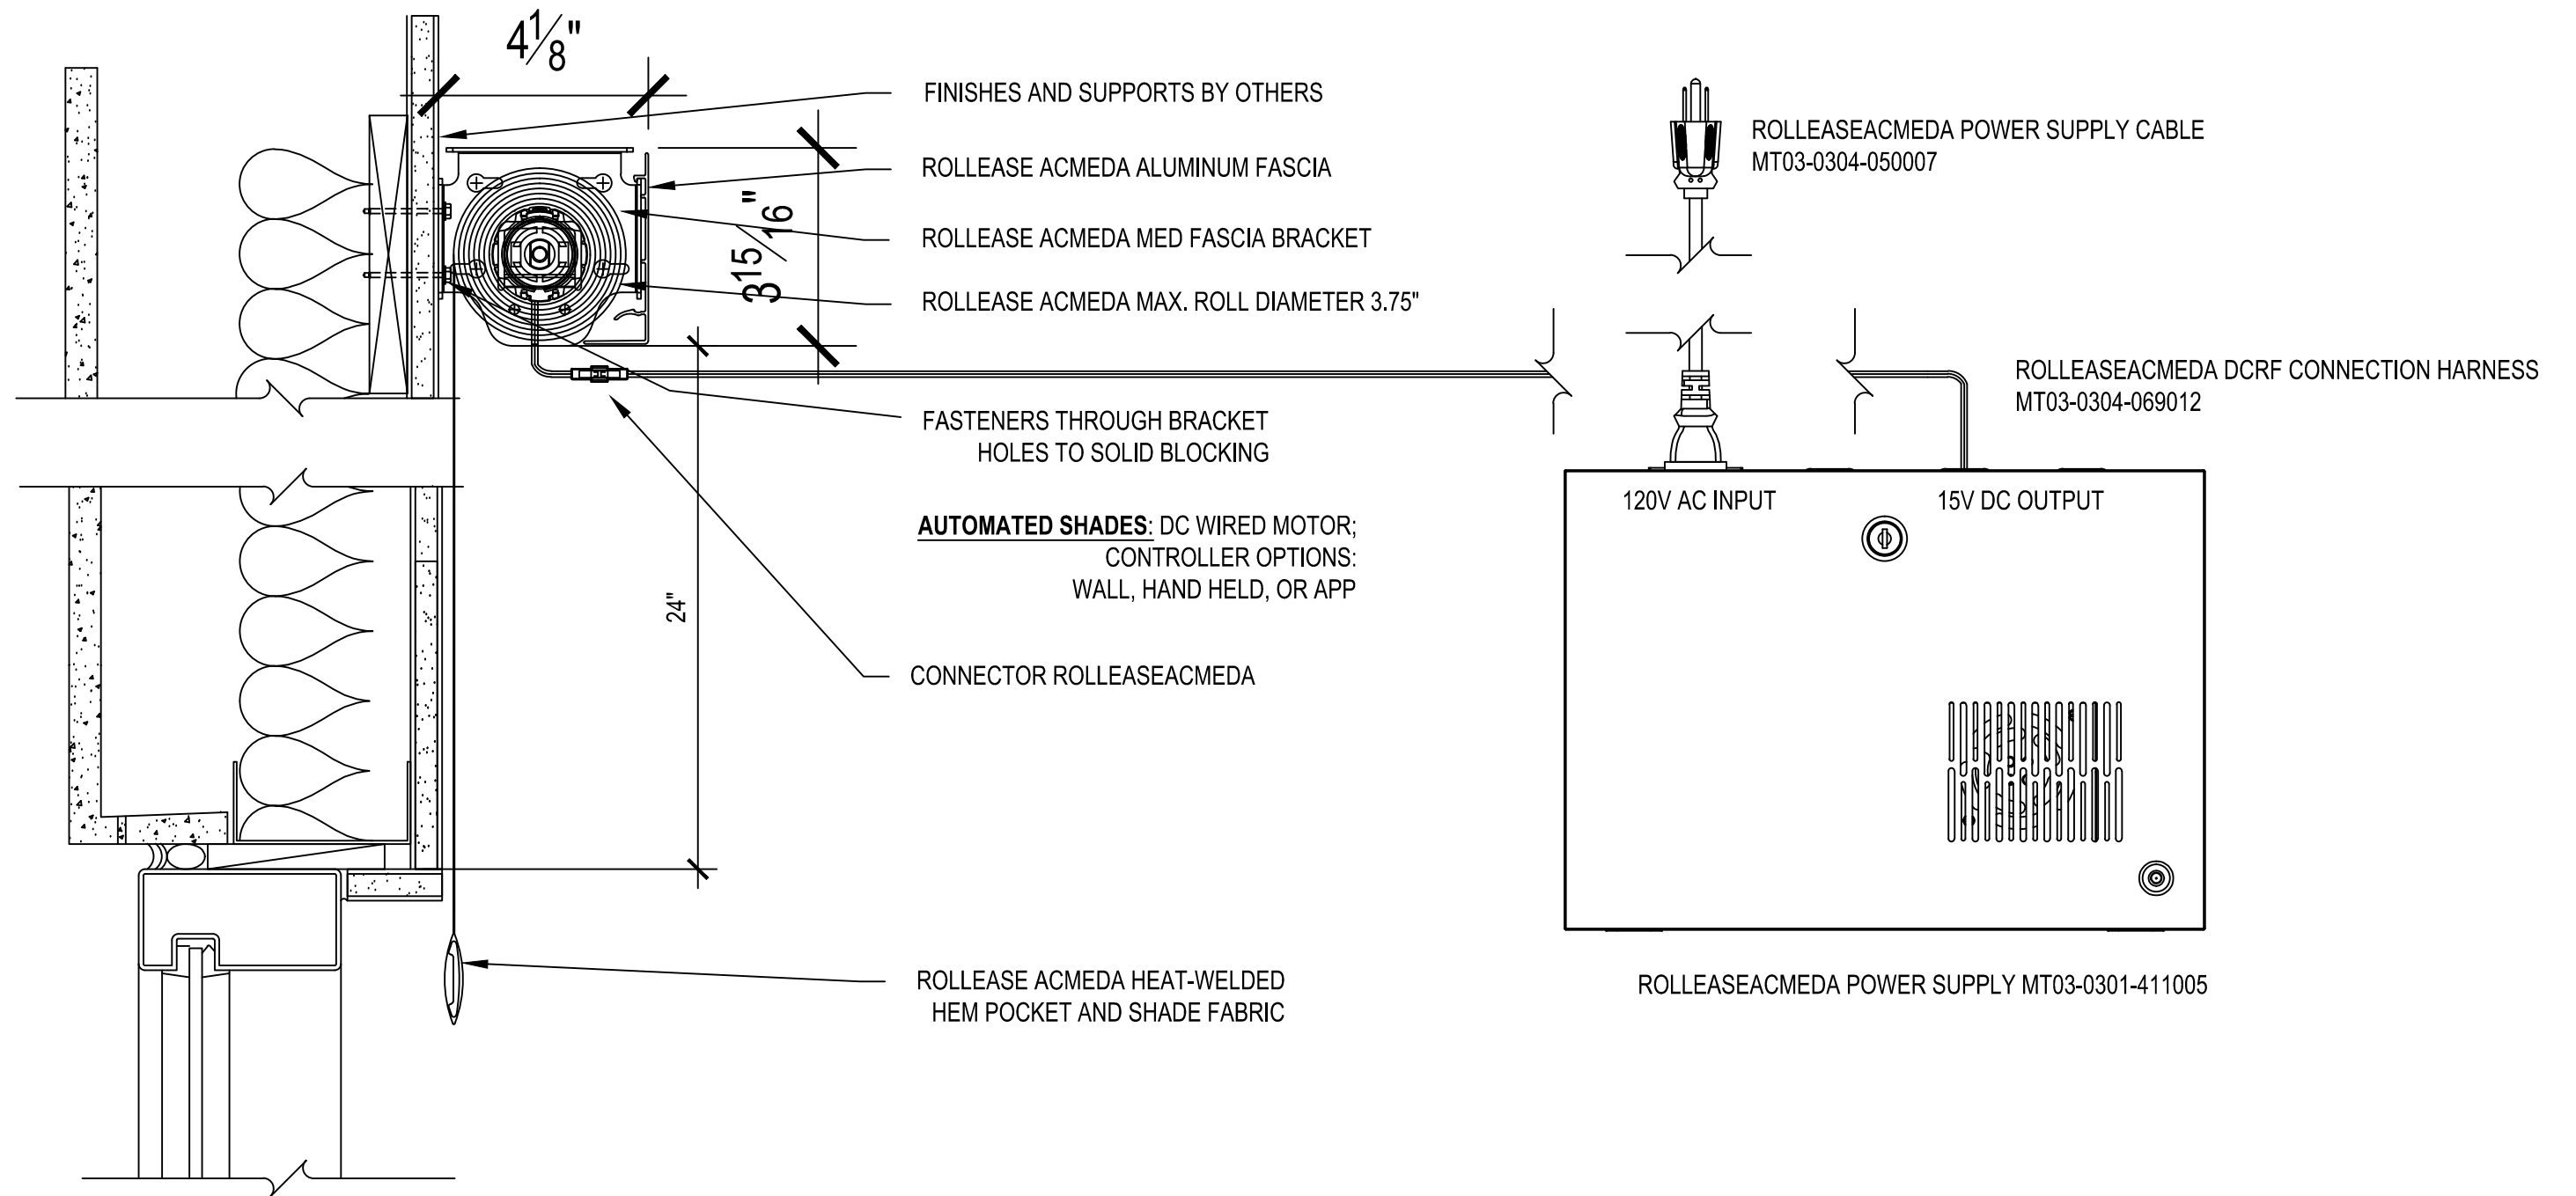 4 1/8"
FINISHES AND SUPPORTS BY OTHERS
ROLLEASE ACMEDA ALUMINUM FASCIA
ROLLEASE ACMEDA MED FASCIA BRACKET
ROLLEASE ACMEDA MAX. ROLL DIAMETER 3.75"
3 15/16"
FASTENERS THROUGH BRACKET
HOLES TO SOLID BLOCKING
AUTOMATED SHADES: DC WIRED MOTOR;
CONTROLLER OPTIONS:
WALL, HAND HELD, OR APP
24"
CONNECTOR ROLLEASEACMEDA
ROLLEASE ACMEDA HEAT-WELDED
HEM POCKET AND SHADE FABRIC
ROLLEASEACMEDA POWER SUPPLY CABLE
MT03-0304-050007
ROLLEASEACMEDA DCRF CONNECTION HARNESS
MT03-0304-069012
120V AC INPUT
15V DC OUTPUT
ROLLEASEACMEDA POWER SUPPLY MT03-0301-411005